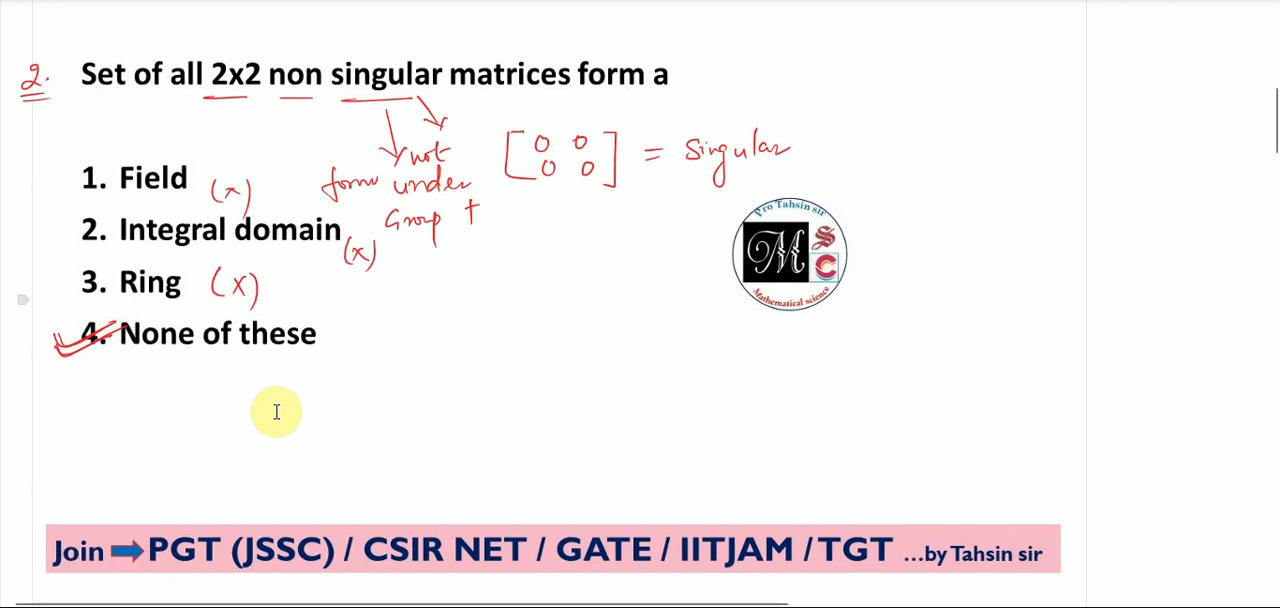 2. Set of all 2x2 non singular matrices form a
[0 0
0 0] = Singular
not
form under
Group +
1. Field (x)
2. Integral domain (x)
3. Ring (x)
4. None of these
Pro Tahsin sir
M S C
Mathematical science
Join ➡ PGT (JSSC) / CSIR NET / GATE / IITJAM / TGT ...by Tahsin sir